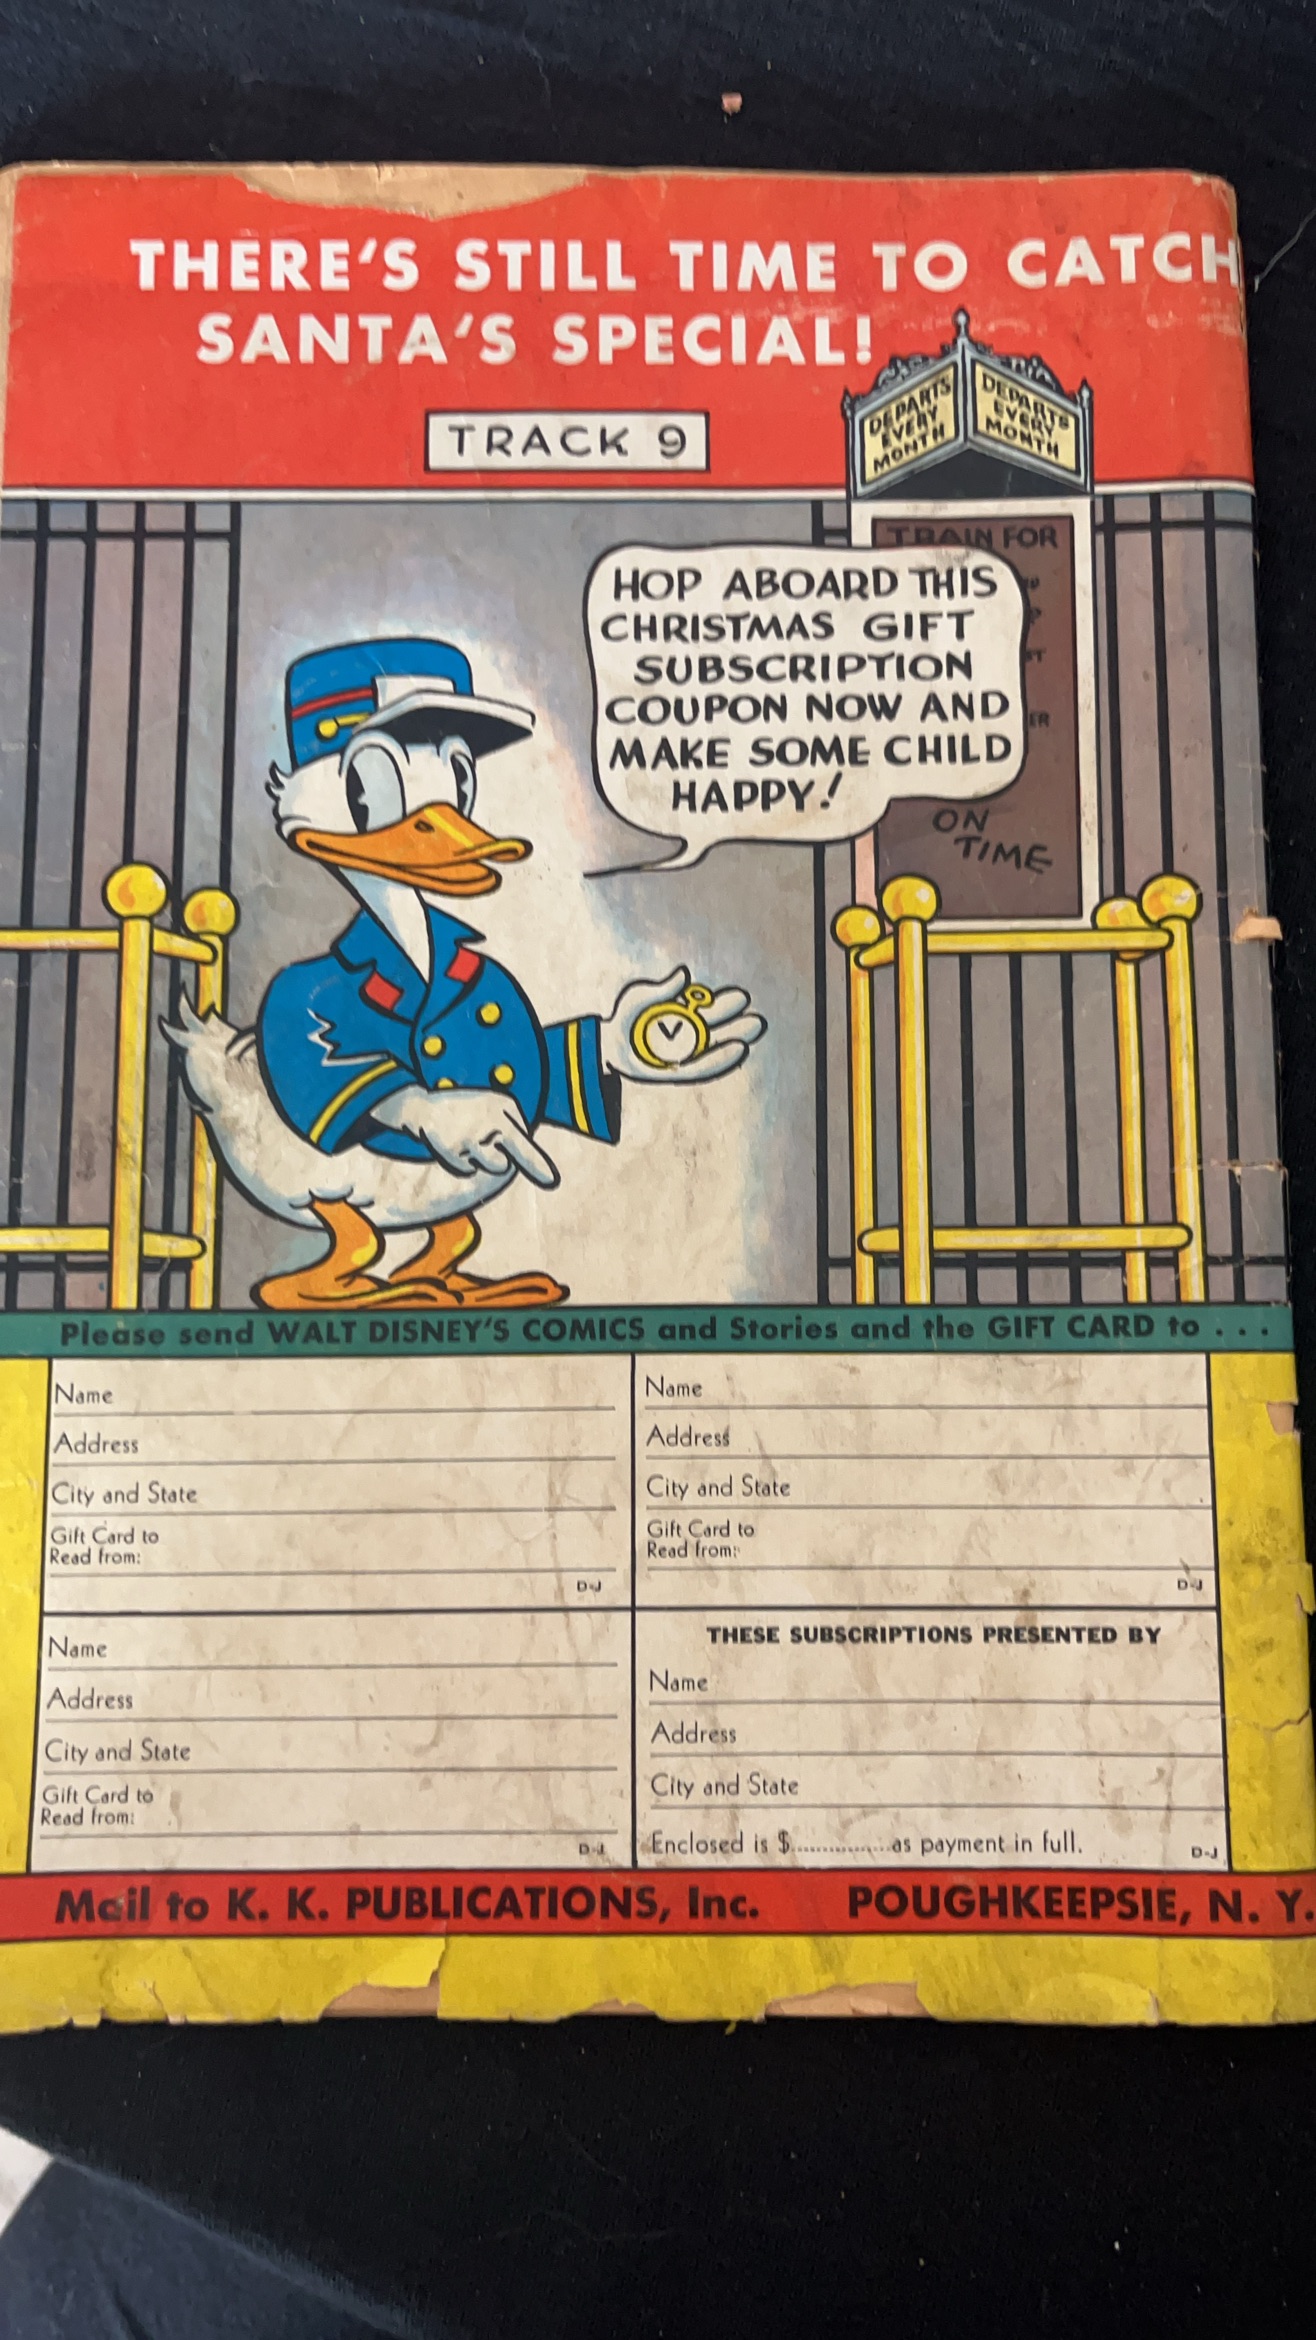 THERE'S STILL TIME TO CATCH
SANTA'S SPECIAL!
TRACK 9
DEPARTS
EVERY
MONTH
DEPARTS
EVERY
MONTH
TRAIN FOR
HOP ABOARD THIS
CHRISTMAS GIFT
SUBSCRIPTION
COUPON NOW AND
MAKE SOME CHILD
HAPPY!
ON
TIME
Please send WALT DISNEY'S COMICS and Stories and the GIFT CARD to . . .
Name
Address
City and State
Gift Card to
Read from:
D-J
Name
Address
City and State
Gift Card to
Read from:
D-J
Name
Address
City and State
Gift Card to
Read from:
D-J
THESE SUBSCRIPTIONS PRESENTED BY
Name
Address
City and State
Enclosed is $...............as payment in full.
D-J
Mail to K. K. PUBLICATIONS, Inc. POUGHKEEPSIE, N. Y.